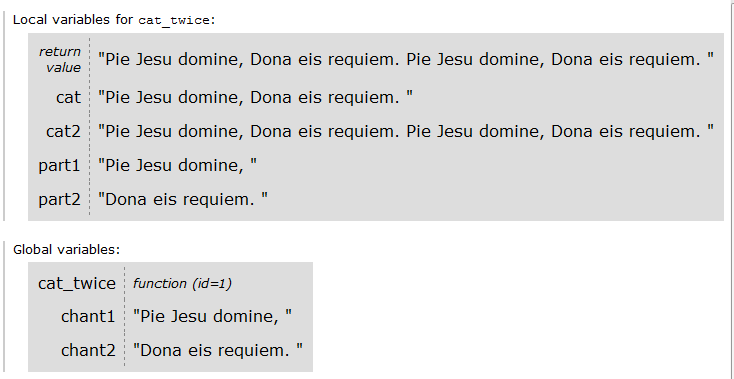 Local variables for cat_twice:
return
value
"Pie Jesu domine, Dona eis requiem. Pie Jesu domine, Dona eis requiem. "
cat "Pie Jesu domine, Dona eis requiem. "
cat2 "Pie Jesu domine, Dona eis requiem. Pie Jesu domine, Dona eis requiem. "
part1 "Pie Jesu domine, "
part2 "Dona eis requiem. "
Global variables:
cat_twice function (id=1)
chant1 "Pie Jesu domine, "
chant2 "Dona eis requiem. "